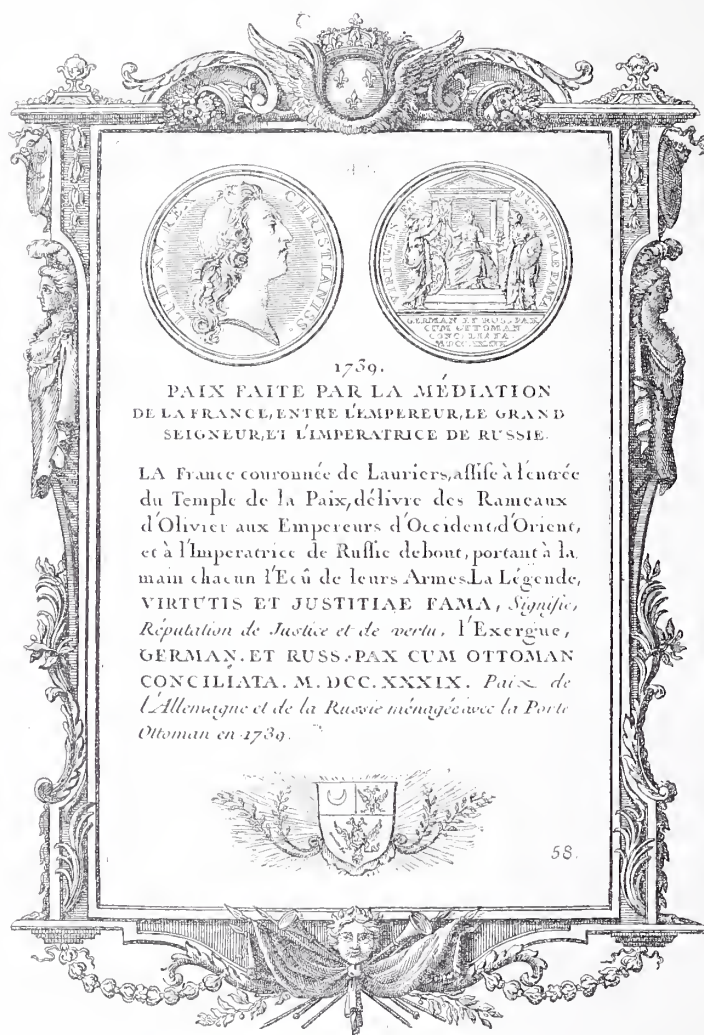 LUD. XV. REX CHRISTIANISS.
VIRTUTIS ET JUSTITIAE FAMA
GERMAN. ET RUSS. PAX
CUM OTTOMAN
CONCILIATA
1739.
PAIX FAITE PAR LA MÉDIATION
DE LA FRANCE, ENTRE L'EMPEREUR, LE GRAND
SEIGNEUR, ET L'IMPERATRICE DE RUSSIE.
LA France couronnée de Lauriers, assise à l'entrée
du Temple de la Paix, délivre des Rameaux
d'Olivier aux Empereurs d'Occident, d'Orient,
et à l'Imperatrice de Russie debout, portant à la
main chacun l'Ecû de leurs Armes. La Légende,
VIRTUTIS ET JUSTITIAE FAMA, Signifie,
Réputation de Justice et de vertu, l'Exergue,
GERMAN. ET RUSS. PAX CUM OTTOMAN
CONCILIATA. M. DCC. XXXIX. Paix de
l'Allemagne et de la Russie ménagée avec la Porte
Ottoman en 1739.
58.